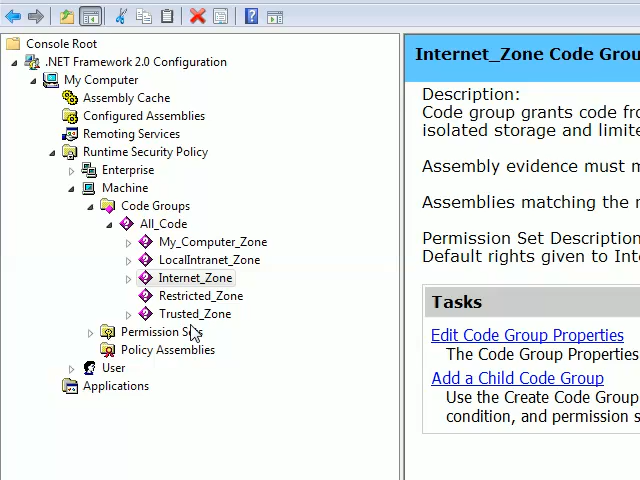 Console Root
.NET Framework 2.0 Configuration
My Computer
Assembly Cache
Configured Assemblies
Remoting Services
Runtime Security Policy
Enterprise
Machine
Code Groups
All_Code
My_Computer_Zone
LocalIntranet_Zone
Internet_Zone
Restricted_Zone
Trusted_Zone
Permission Sets
Policy Assemblies
User
Applications
Internet_Zone Code Grou
Description:
Code group grants code fro
isolated storage and limite
Assembly evidence must m
Assemblies matching the
Permission Set Description
Default rights given to Int
Tasks
Edit Code Group Properties
The Code Group Properties
Add a Child Code Group
Use the Create Code Group
condition, and permission s